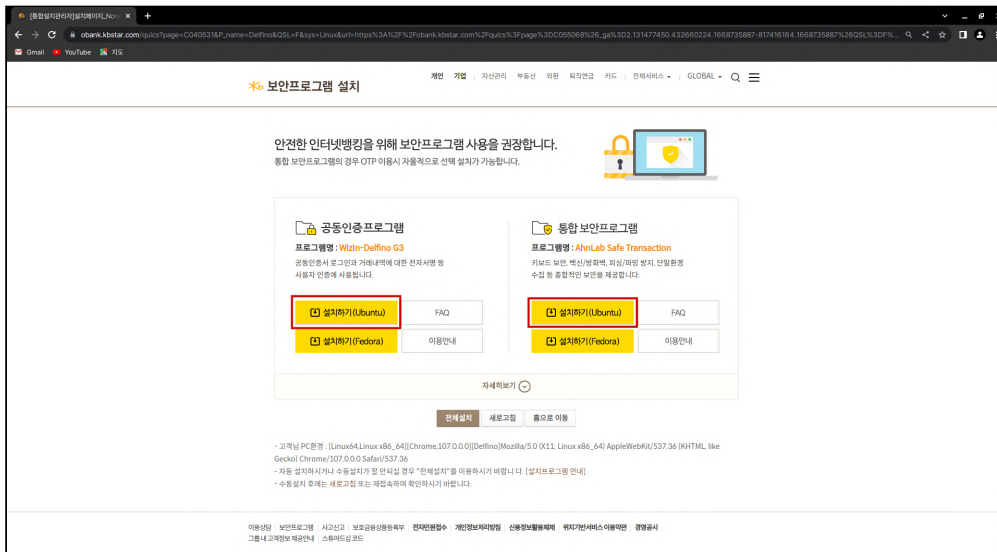 [통합설치관리자]설치페이지_Non
obank.kbstar.com/quics?page=C040531&P_name=Delfino&QSL=F&sys=Linux&url=https%3A%2F%2Fobank.kbstar.com%2Fquics%3Fpage%3DC055068%26_ga%3D2.131477450.432660224.1668735887-817416164.1668735887%26QSL%3DF%...
Gmail YouTube 지도
개인 기업 자산관리 부동산 외환 퇴직연금 카드 전체서비스 GLOBAL
보안프로그램 설치
안전한 인터넷뱅킹을 위해 보안프로그램 사용을 권장합니다.
통합 보안프로그램의 경우 OTP 이용시 자율적으로 선택 설치가 가능합니다.
공동인증프로그램
프로그램명 : Wizin-Delfino G3
공동인증서 로그인과 거래내역에 대한 전자서명 등
사용자 인증에 사용됩니다.
설치하기(Ubuntu) FAQ
설치하기(Fedora) 이용안내
통합 보안프로그램
프로그램명 : AhnLab Safe Transaction
키보드 보안, 백신/방화벽, 피싱/파밍 방지, 단말환경
수집 등 종합적인 보안을 제공합니다.
설치하기(Ubuntu) FAQ
설치하기(Fedora) 이용안내
자세히보기
전체설치 새로고침 홈으로 이동
- 고객님 PC환경 : [Linux64,Linux x86_64][Chrome,107.0.0.0][Delfino]Mozilla/5.0 (X11; Linux x86_64) AppleWebKit/537.36 (KHTML, like
Gecko) Chrome/107.0.0.0 Safari/537.36
- 자동 설치하시거나 수동설치가 잘 안되실 경우 "전체설치"를 이용하시기 바랍니다. [설치프로그램 안내]
- 수동설치 후에는 새로고침 또는 재접속하여 확인하시기 바랍니다.
이용상담 보안프로그램 사고신고 보호금융상품등록부 전자민원접수 개인정보처리방침 신용정보활용체제 위치기반서비스 이용약관 경영공시
그룹 내 고객정보 제공안내 스튜어드십 코드